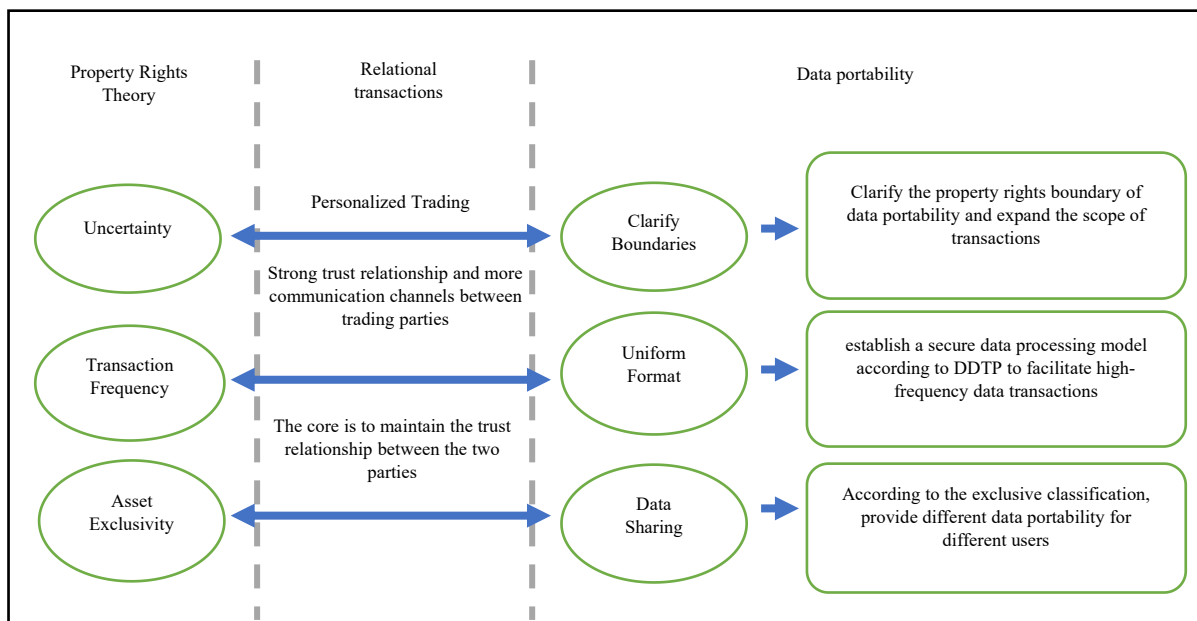 Property Rights
Theory
Relational
transactions
Data portability
Uncertainty
Personalized Trading
Clarify
Boundaries
Clarify the property rights boundary of
data portability and expand the scope of
transactions
Strong trust relationship and more
communication channels between
trading parties
Transaction
Frequency
Uniform
Format
establish a secure data processing model
according to DDTP to facilitate high-
frequency data transactions
The core is to maintain the trust
relationship between the two
parties
Asset
Exclusivity
Data
Sharing
According to the exclusive classification,
provide different data portability for
different users